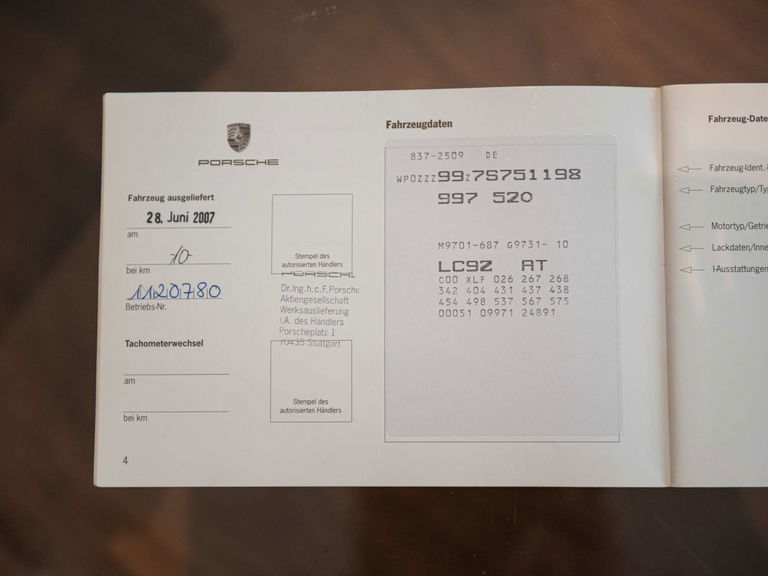 PORSCHE
Fahrzeug ausgeliefert
28. Juni 2007
am
10
bei km
1120780
Betriebs-Nr.
Tachometerwechsel
am
bei km
4
Stempel des
autorisierten Händlers
PORSCHE
Dr.Ing.h.c.F.Porsche
Aktiengesellschaft
Werksauslieferung
i.A. des Händlers
Porscheplatz 1
70435 Stuttgart
Stempel des
autorisierten Händlers
Fahrzeugdaten
837-2509 DE
WP0ZZZ99Z7S751198
997 520
M9701-687 G9731- 10
LC9Z AT
C00 XLF 026 267 268
342 404 431 437 438
454 498 537 567 575
00051 09971 24891
Fahrzeug-Date
Fahrzeug-Ident.-
Fahrzeugtyp/Ty
Motortyp/Getrie
Lackdaten/Inne
I-Ausstattungen